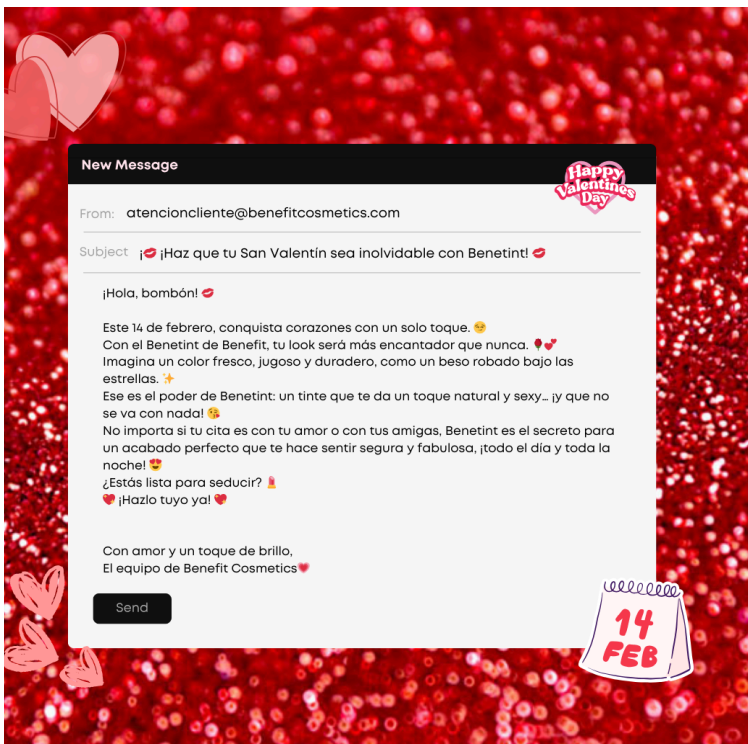 New Message
Happy
Valentines
Day
From: atencioncliente@benefitcosmetics.com
Subject ¡💋 ¡Haz que tu San Valentín sea inolvidable con Benetint! 💋
¡Hola, bombón! 💋
Este 14 de febrero, conquista corazones con un solo toque. 😏
Con el Benetint de Benefit, tu look será más encantador que nunca. 🌹💕
Imagina un color fresco, jugoso y duradero, como un beso robado bajo las
estrellas. ✨
Ese es el poder de Benetint: un tinte que te da un toque natural y sexy… ¡y que no
se va con nada! 😘
No importa si tu cita es con tu amor o con tus amigas, Benetint es el secreto para
un acabado perfecto que te hace sentir segura y fabulosa, ¡todo el día y toda la
noche! 😍
¿Estás lista para seducir? 💄
💖 ¡Hazlo tuyo ya! 💖
Con amor y un toque de brillo,
El equipo de Benefit Cosmetics💗
Send
14
FEB